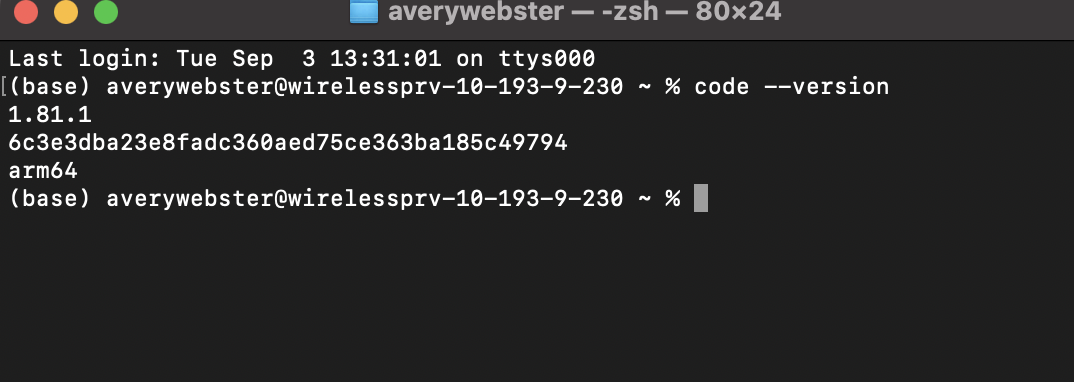 averywebster — -zsh — 80×24
Last login: Tue Sep  3 13:31:01 on ttys000
[(base) averywebster@wirelessprv-10-193-9-230 ~ % code --version
1.81.1
6c3e3dba23e8fadc360aed75ce363ba185c49794
arm64
(base) averywebster@wirelessprv-10-193-9-230 ~ %